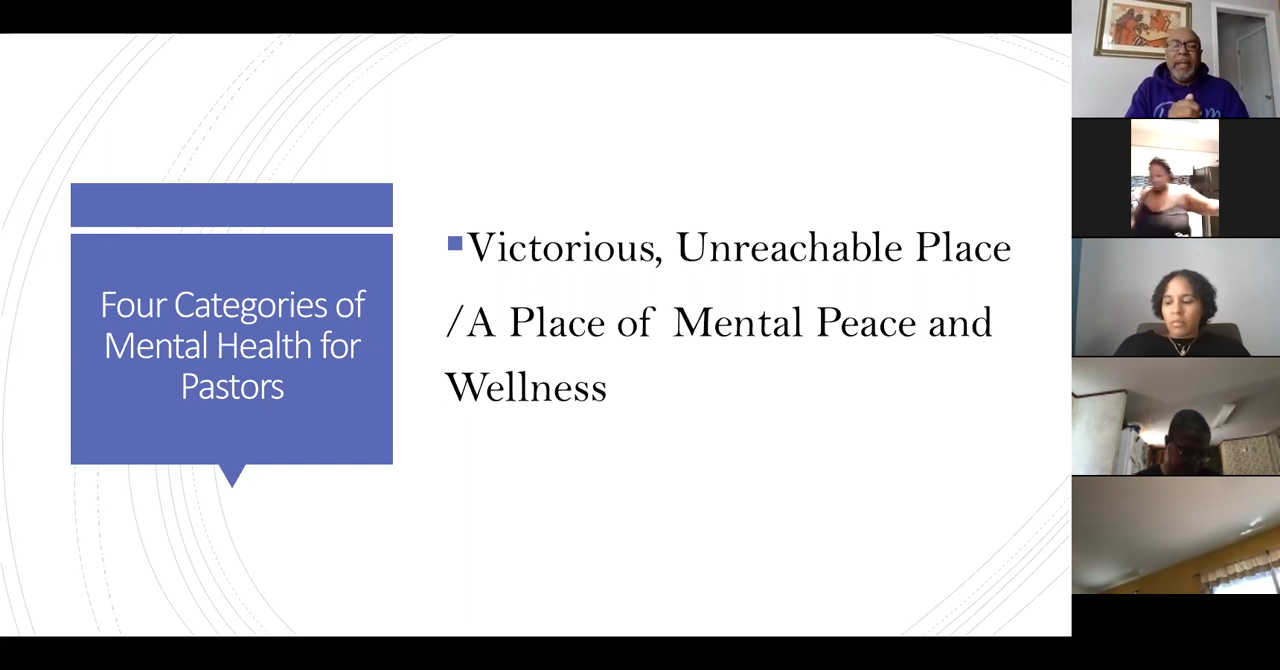 Four Categories of
Mental Health for
Pastors
Victorious, Unreachable Place
/A Place of Mental Peace and
Wellness